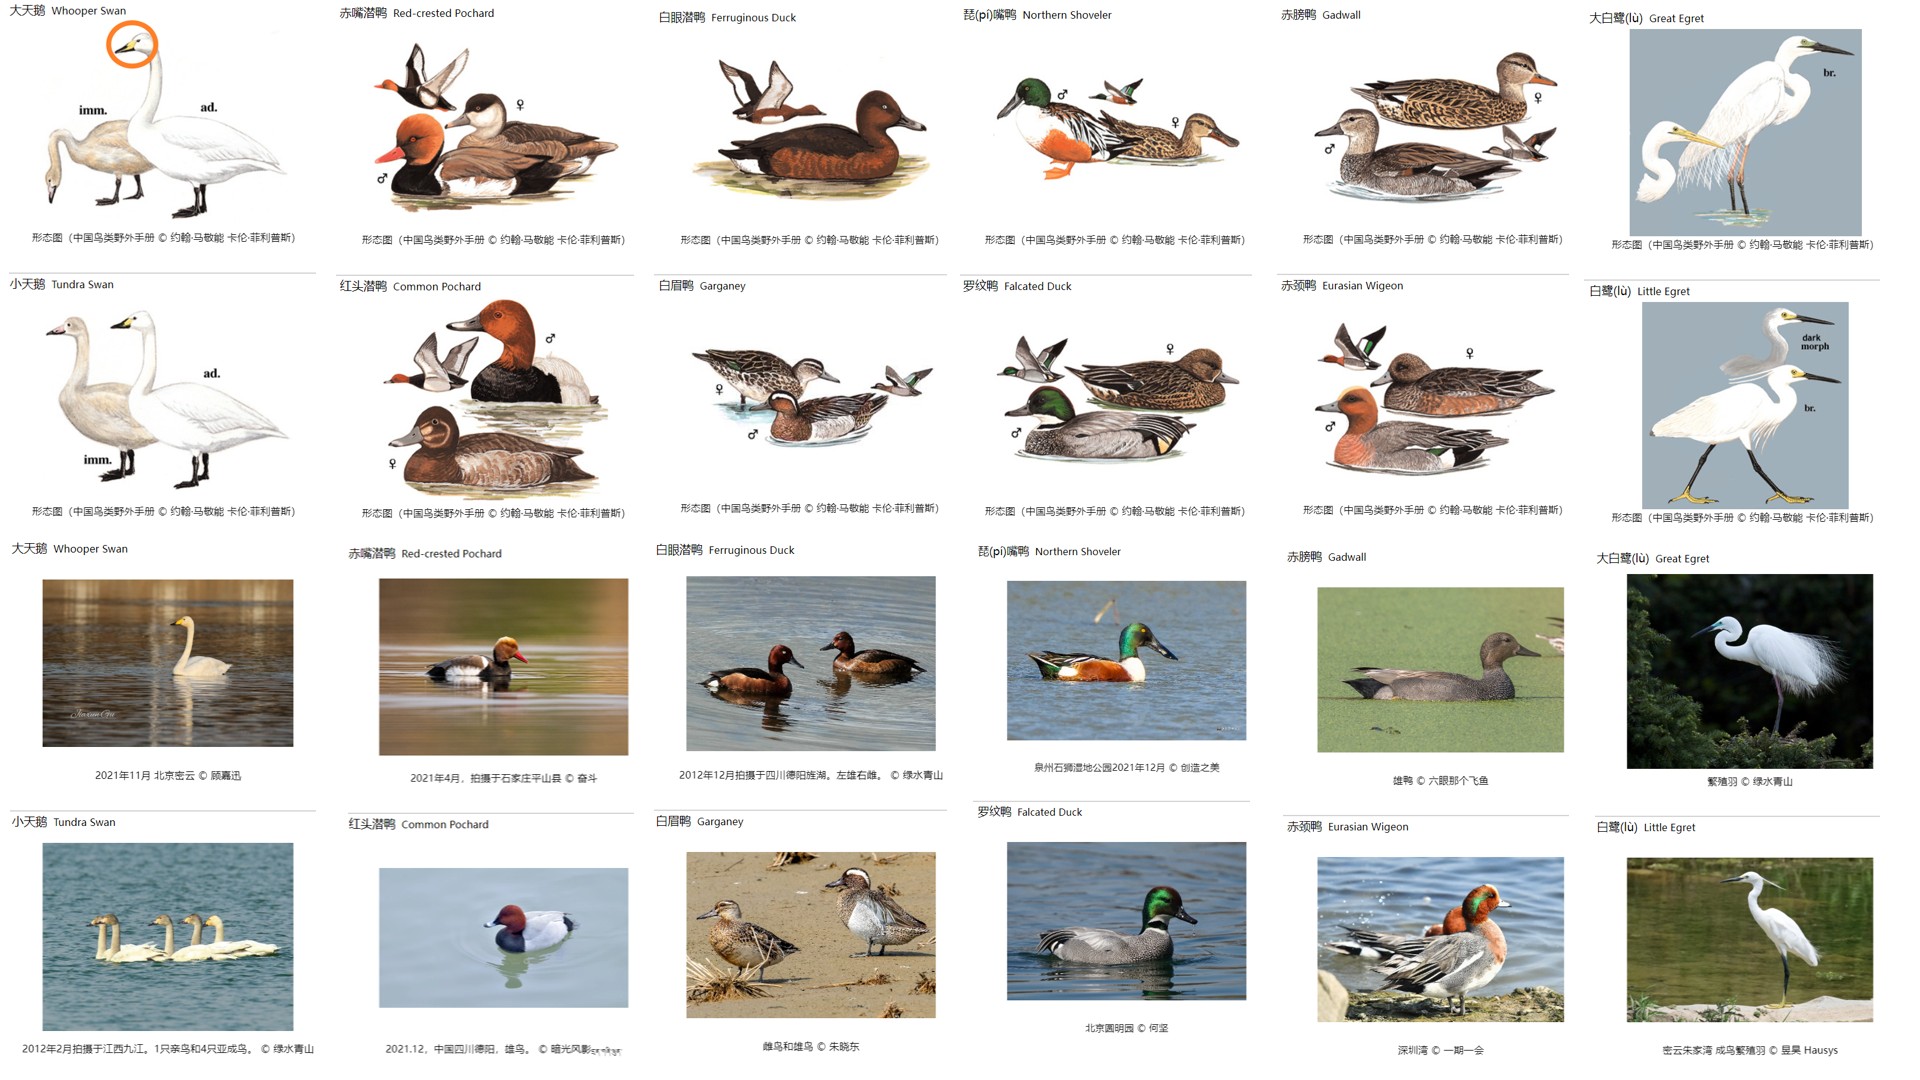 大天鹅 Whooper Swan
imm.
ad.
形态图（中国鸟类野外手册 © 约翰·马敬能 卡伦·菲利普斯）
赤嘴潜鸭 Red-crested Pochard
♀
♂
形态图（中国鸟类野外手册 © 约翰·马敬能 卡伦·菲利普斯）
白眼潜鸭 Ferruginous Duck
形态图（中国鸟类野外手册 © 约翰·马敬能 卡伦·菲利普斯）
琵(pí)嘴鸭 Northern Shoveler
♂
♀
形态图（中国鸟类野外手册 © 约翰·马敬能 卡伦·菲利普斯）
赤膀鸭 Gadwall
♀
♂
形态图（中国鸟类野外手册 © 约翰·马敬能 卡伦·菲利普斯）
大白鹭(lù) Great Egret
br.
形态图（中国鸟类野外手册 © 约翰·马敬能 卡伦·菲利普斯）
小天鹅 Tundra Swan
ad.
imm.
形态图（中国鸟类野外手册 © 约翰·马敬能 卡伦·菲利普斯）
红头潜鸭 Common Pochard
♂
♀
形态图（中国鸟类野外手册 © 约翰·马敬能 卡伦·菲利普斯）
白眉鸭 Garganey
♀
♂
形态图（中国鸟类野外手册 © 约翰·马敬能 卡伦·菲利普斯）
罗纹鸭 Falcated Duck
♀
♂
形态图（中国鸟类野外手册 © 约翰·马敬能 卡伦·菲利普斯）
赤颈鸭 Eurasian Wigeon
♀
♂
形态图（中国鸟类野外手册 © 约翰·马敬能 卡伦·菲利普斯）
白鹭(lù) Little Egret
dark
morph
br.
形态图（中国鸟类野外手册 © 约翰·马敬能 卡伦·菲利普斯）
大天鹅 Whooper Swan
2021年11月 北京密云 © 顾嘉迅
赤嘴潜鸭 Red-crested Pochard
2021年4月，拍摄于石家庄平山县 © 奋斗
白眼潜鸭 Ferruginous Duck
2012年12月拍摄于四川德阳旌湖。左雄右雌。 © 绿水青山
琵(pí)嘴鸭 Northern Shoveler
泉州石狮湿地公园2021年12月 © 创造之美
赤膀鸭 Gadwall
雄鸭 © 六眼那个飞鱼
大白鹭(lù) Great Egret
繁殖羽 © 绿水青山
小天鹅 Tundra Swan
2012年2月拍摄于江西九江。1只亲鸟和4只亚成鸟。 © 绿水青山
红头潜鸭 Common Pochard
2021.12，中国四川德阳，雄鸟。 © 暗光风影
白眉鸭 Garganey
雌鸟和雄鸟 © 朱晓东
罗纹鸭 Falcated Duck
北京圆明园 © 何坚
赤颈鸭 Eurasian Wigeon
深圳湾 © 一期一会
白鹭(lù) Little Egret
密云朱家湾 成鸟繁殖羽 © 昱昊 Hausys